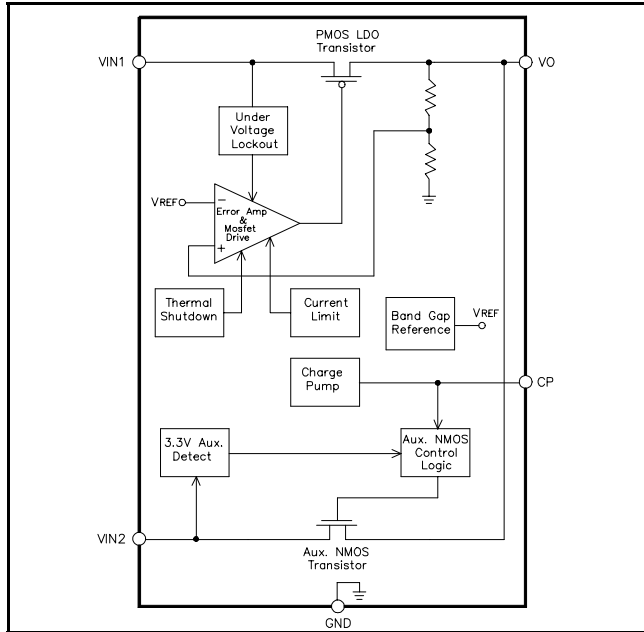 PMOS LDO
Transistor
VIN1
VO
Under
Voltage
Lockout
VREF
−
Error Amp
&
Mosfet
Drive
+
Thermal
Shutdown
Current
Limit
Band Gap
Reference
VREF
Charge
Pump
CP
3.3V Aux.
Detect
Aux. NMOS
Control
Logic
VIN2
Aux. NMOS
Transistor
GND